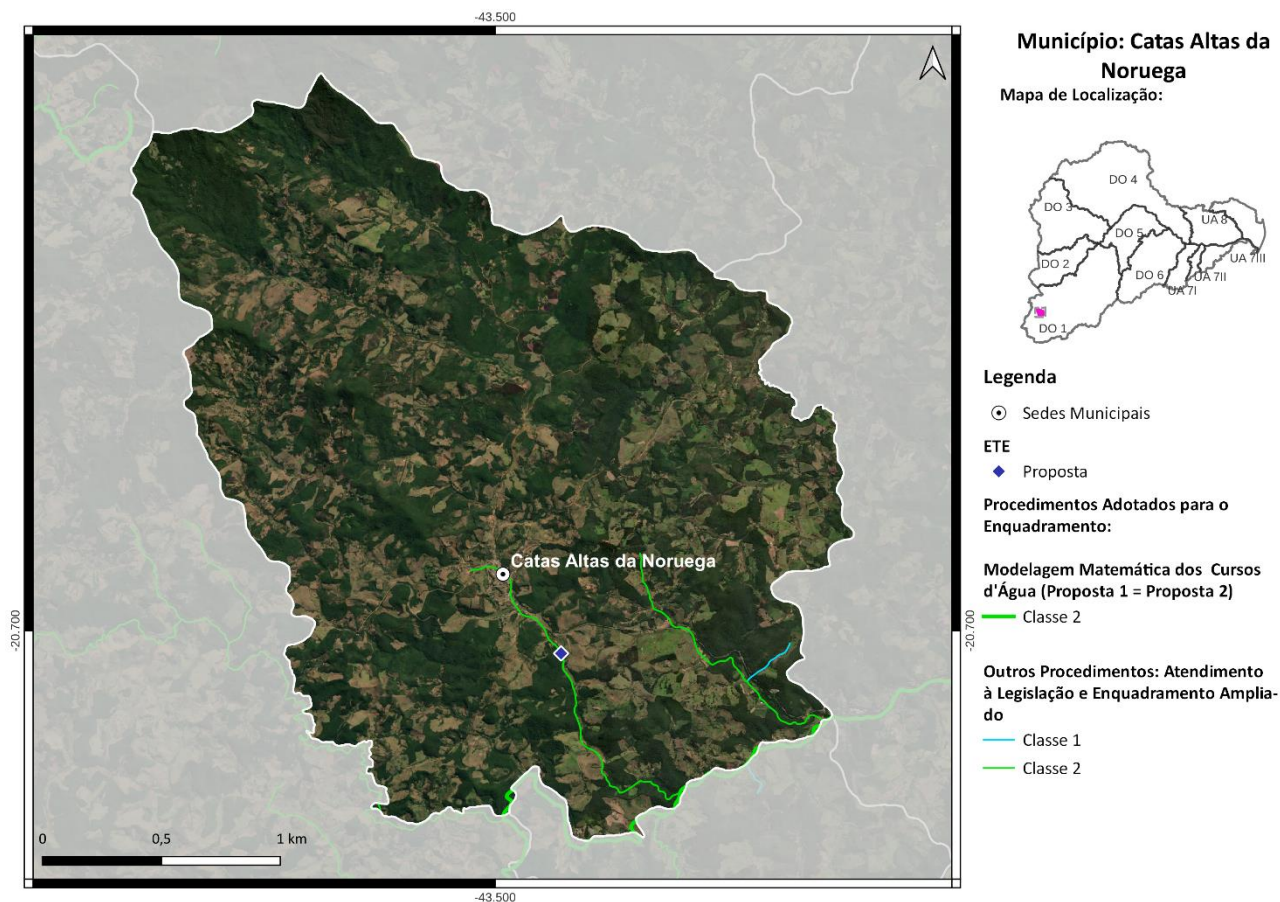 -43.500
Município: Catas Altas da
Noruega
Mapa de Localização:
DO 4
DO 3
UA 8
DO 5
UA 7III
DO 2
DO 6
UA 7II
UA 7I
DO 1
Legenda
Sedes Municipais
ETE
Proposta
Procedimentos Adotados para o
Enquadramento:
Modelagem Matemática dos Cursos
d'Água (Proposta 1 = Proposta 2)
Classe 2
Outros Procedimentos: Atendimento
à Legislação e Enquadramento Amplia-
do
Classe 1
Classe 2
Catas Altas da Noruega
-20.700
-20.700
0 0,5 1 km
-43.500